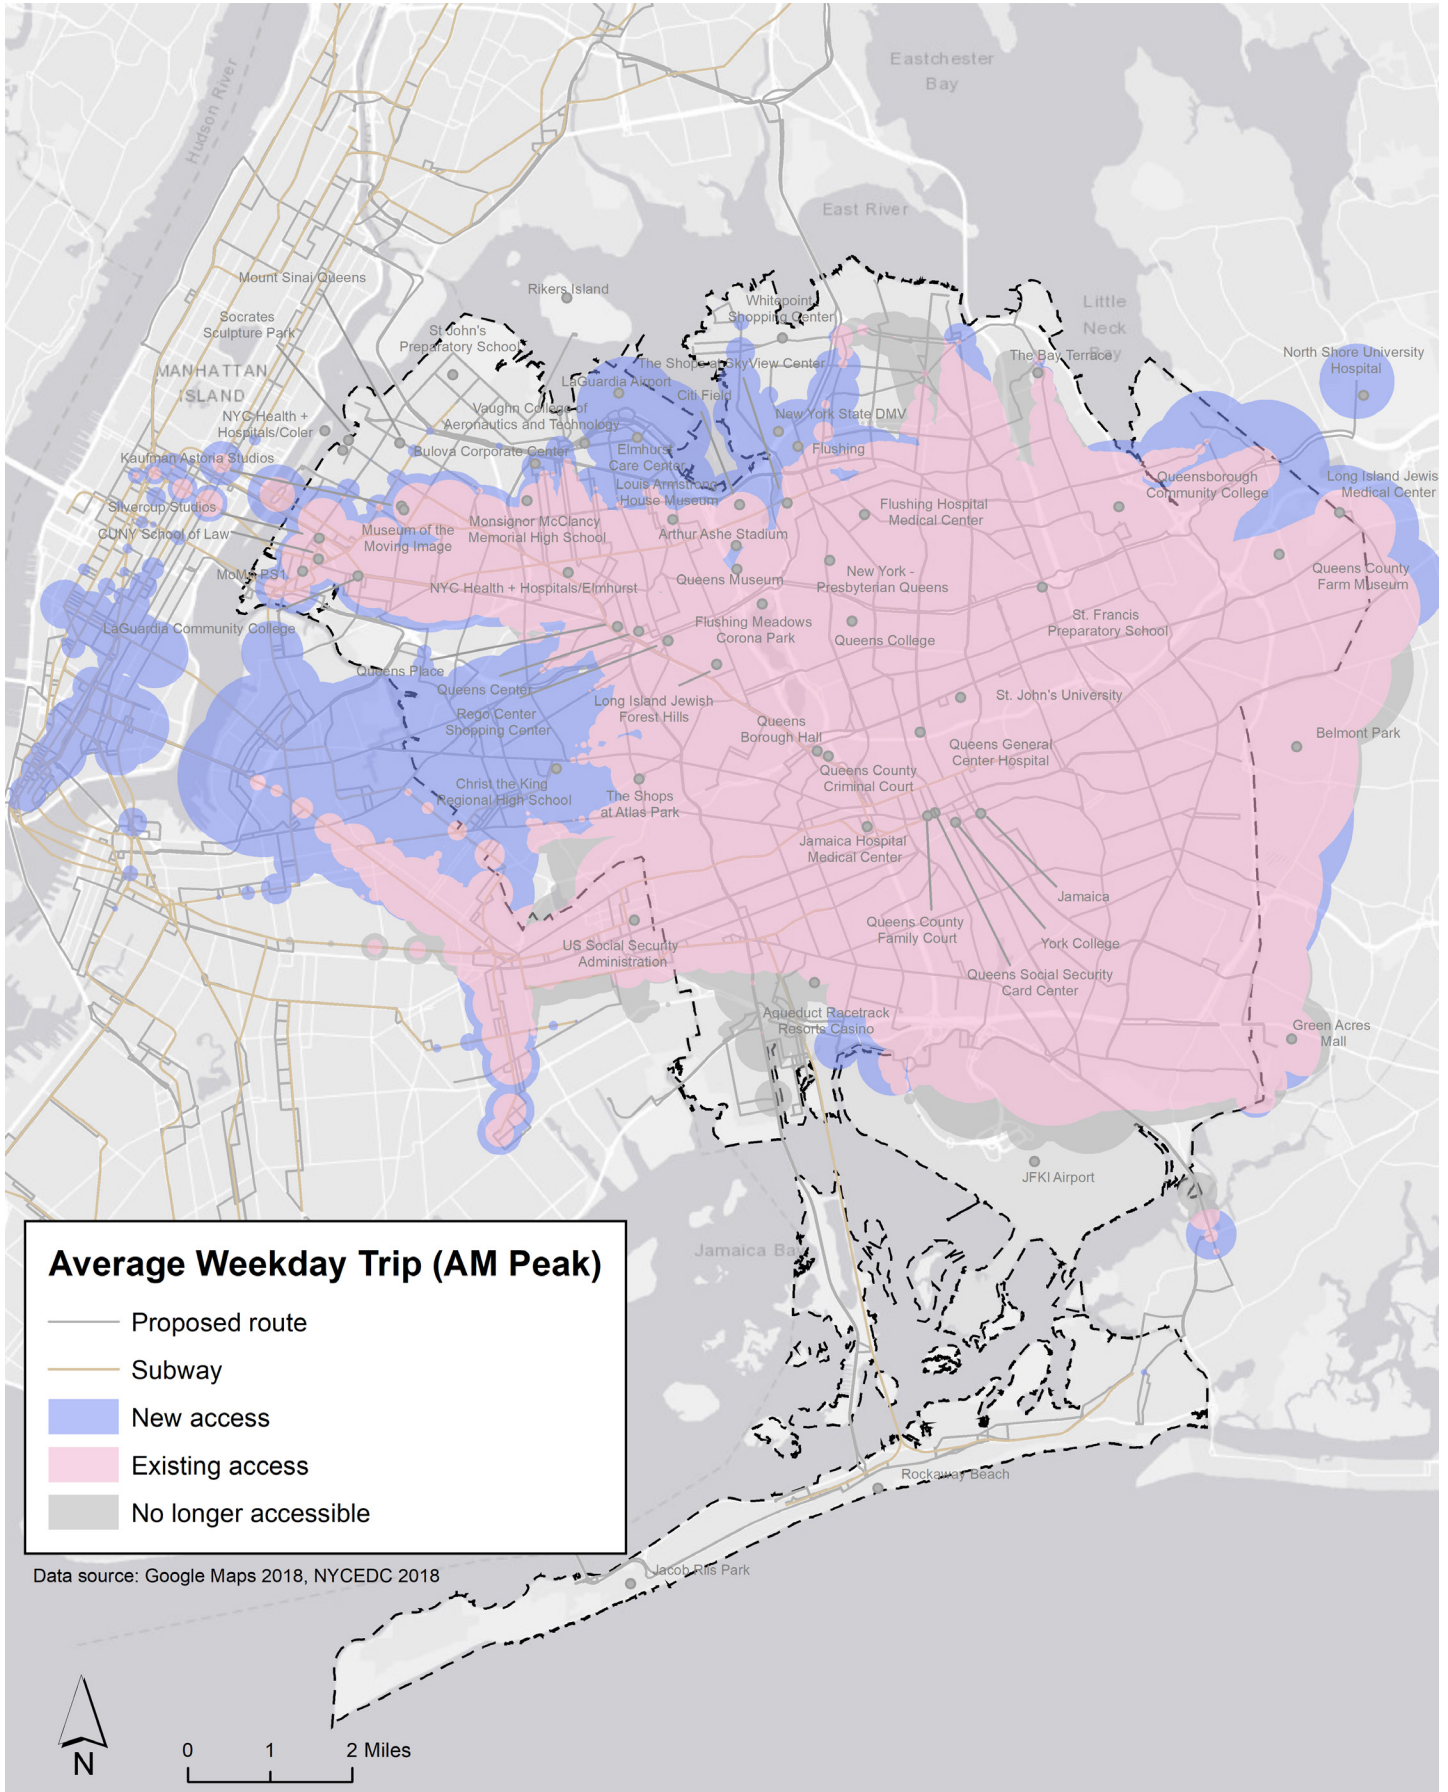 Eastchester
Bay
Hudson River
East River
Mount Sinai Queens
Rikers Island
Whitepoint
Shopping Center
Little
Neck
Bay
Socrates
Sculpture Park
St John's
Preparatory School
The Shops at SkyView Center
The Bay Terrace
North Shore University
Hospital
MANHATTAN
ISLAND
LaGuardia Airport
Citi Field
NYC Health +
Hospitals/Coler
Vaughn College of
Aeronautics and Technology
New York State DMV
Kaufman Astoria Studios
Bulova Corporate Center
Elmhurst
Care Center
Flushing
Louis Armstrong
House Museum
Queensborough
Community College
Long Island Jewis
Medical Center
Silvercup Studios
Flushing Hospital
Medical Center
CUNY School of Law
Museum of the
Moving Image
Monsignor McClancy
Memorial High School
Arthur Ashe Stadium
MoMA PS1
NYC Health + Hospitals/Elmhurst
Queens Museum
New York -
Presbyterian Queens
Queens County
Farm Museum
LaGuardia Community College
Flushing Meadows
Corona Park
Queens College
St. Francis
Preparatory School
Queens Place
Queens Center
Long Island Jewish
Forest Hills
St. John's University
Rego Center
Shopping Center
Queens
Borough Hall
Queens General
Center Hospital
Belmont Park
Christ the King
Regional High School
The Shops
at Atlas Park
Queens County
Criminal Court
Jamaica Hospital
Medical Center
Jamaica
Queens County
Family Court
York College
US Social Security
Administration
Queens Social Security
Card Center
Aqueduct Racetrack
Resorts Casino
Green Acres
Mall
JFKI Airport
Jamaica Bay
Average Weekday Trip (AM Peak)
Proposed route
Subway
New access
Existing access
No longer accessible
Rockaway Beach
Data source: Google Maps 2018, NYCEDC 2018
Jacob Riis Park
N
0 1 2 Miles